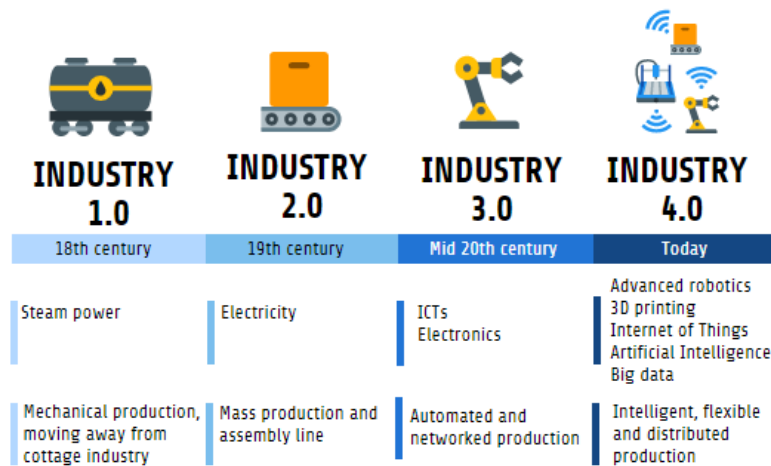 INDUSTRY
1.0
INDUSTRY
2.0
INDUSTRY
3.0
INDUSTRY
4.0
18th century
19th century
Mid 20th century
Today
Steam power
Electricity
ICTs
Electronics
Advanced robotics
3D printing
Internet of Things
Artificial Intelligence
Big data
Mechanical production,
moving away from
cottage industry
Mass production and
assembly line
Automated and
networked production
Intelligent, flexible
and distributed
production